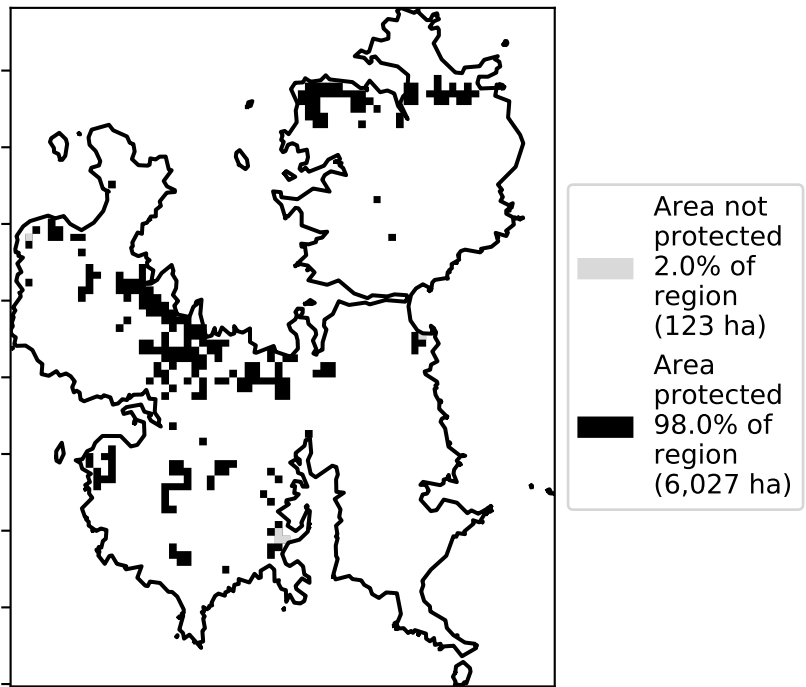 Area not
protected
2.0% of
region
(123 ha)
Area
protected
98.0% of
region
(6,027 ha)